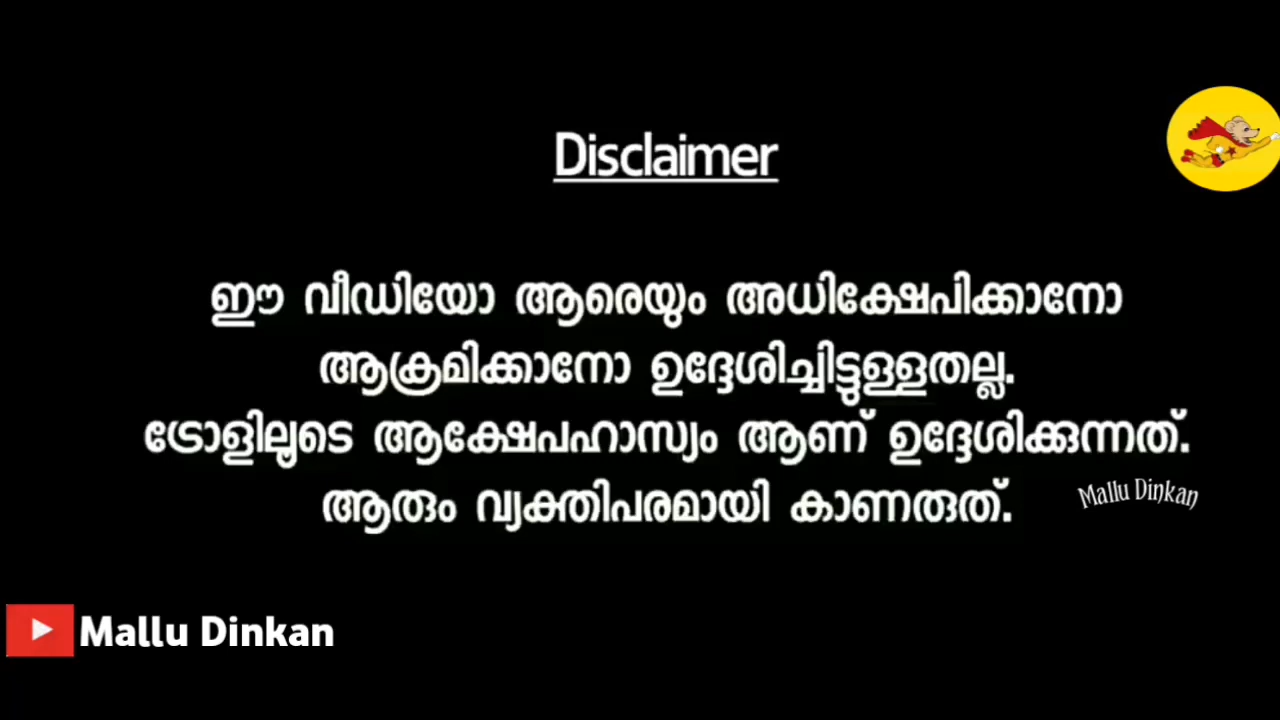 Disclaimer
ഈ വീഡിയോ ആരെയും അധിക്ഷേപിക്കാനോ
ആക്രമിക്കാനോ ഉദ്ദേശിച്ചിട്ടുള്ളതല്ല.
ട്രോളിലൂടെ ആക്ഷേപഹാസ്യം ആണ് ഉദ്ദേശിക്കുന്നത്.
ആരും വ്യക്തിപരമായി കാണരുത്.
Mallu Dinkan
Mallu Dinkan